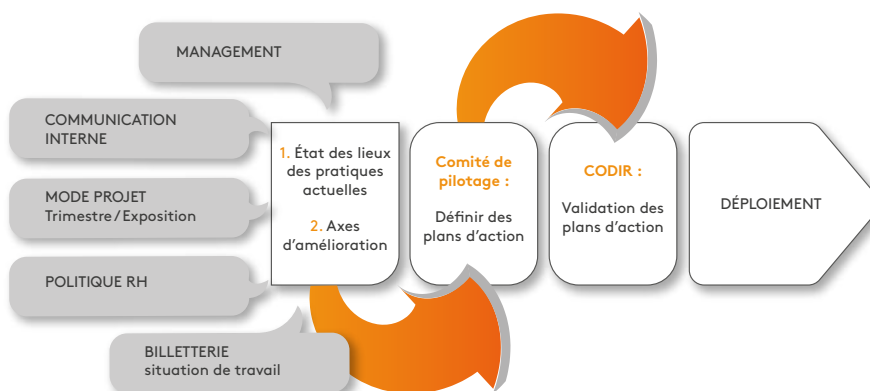 MANAGEMENT
COMMUNICATION
INTERNE
MODE PROJET
Trimestre / Exposition
POLITIQUE RH
BILLETTERIE
situation de travail
1. État des lieux
des pratiques
actuelles
2. Axes
d’amélioration
Comité de
pilotage :
Définir des
plans d’action
CODIR :
Validation des
plans d’action
DÉPLOIEMENT